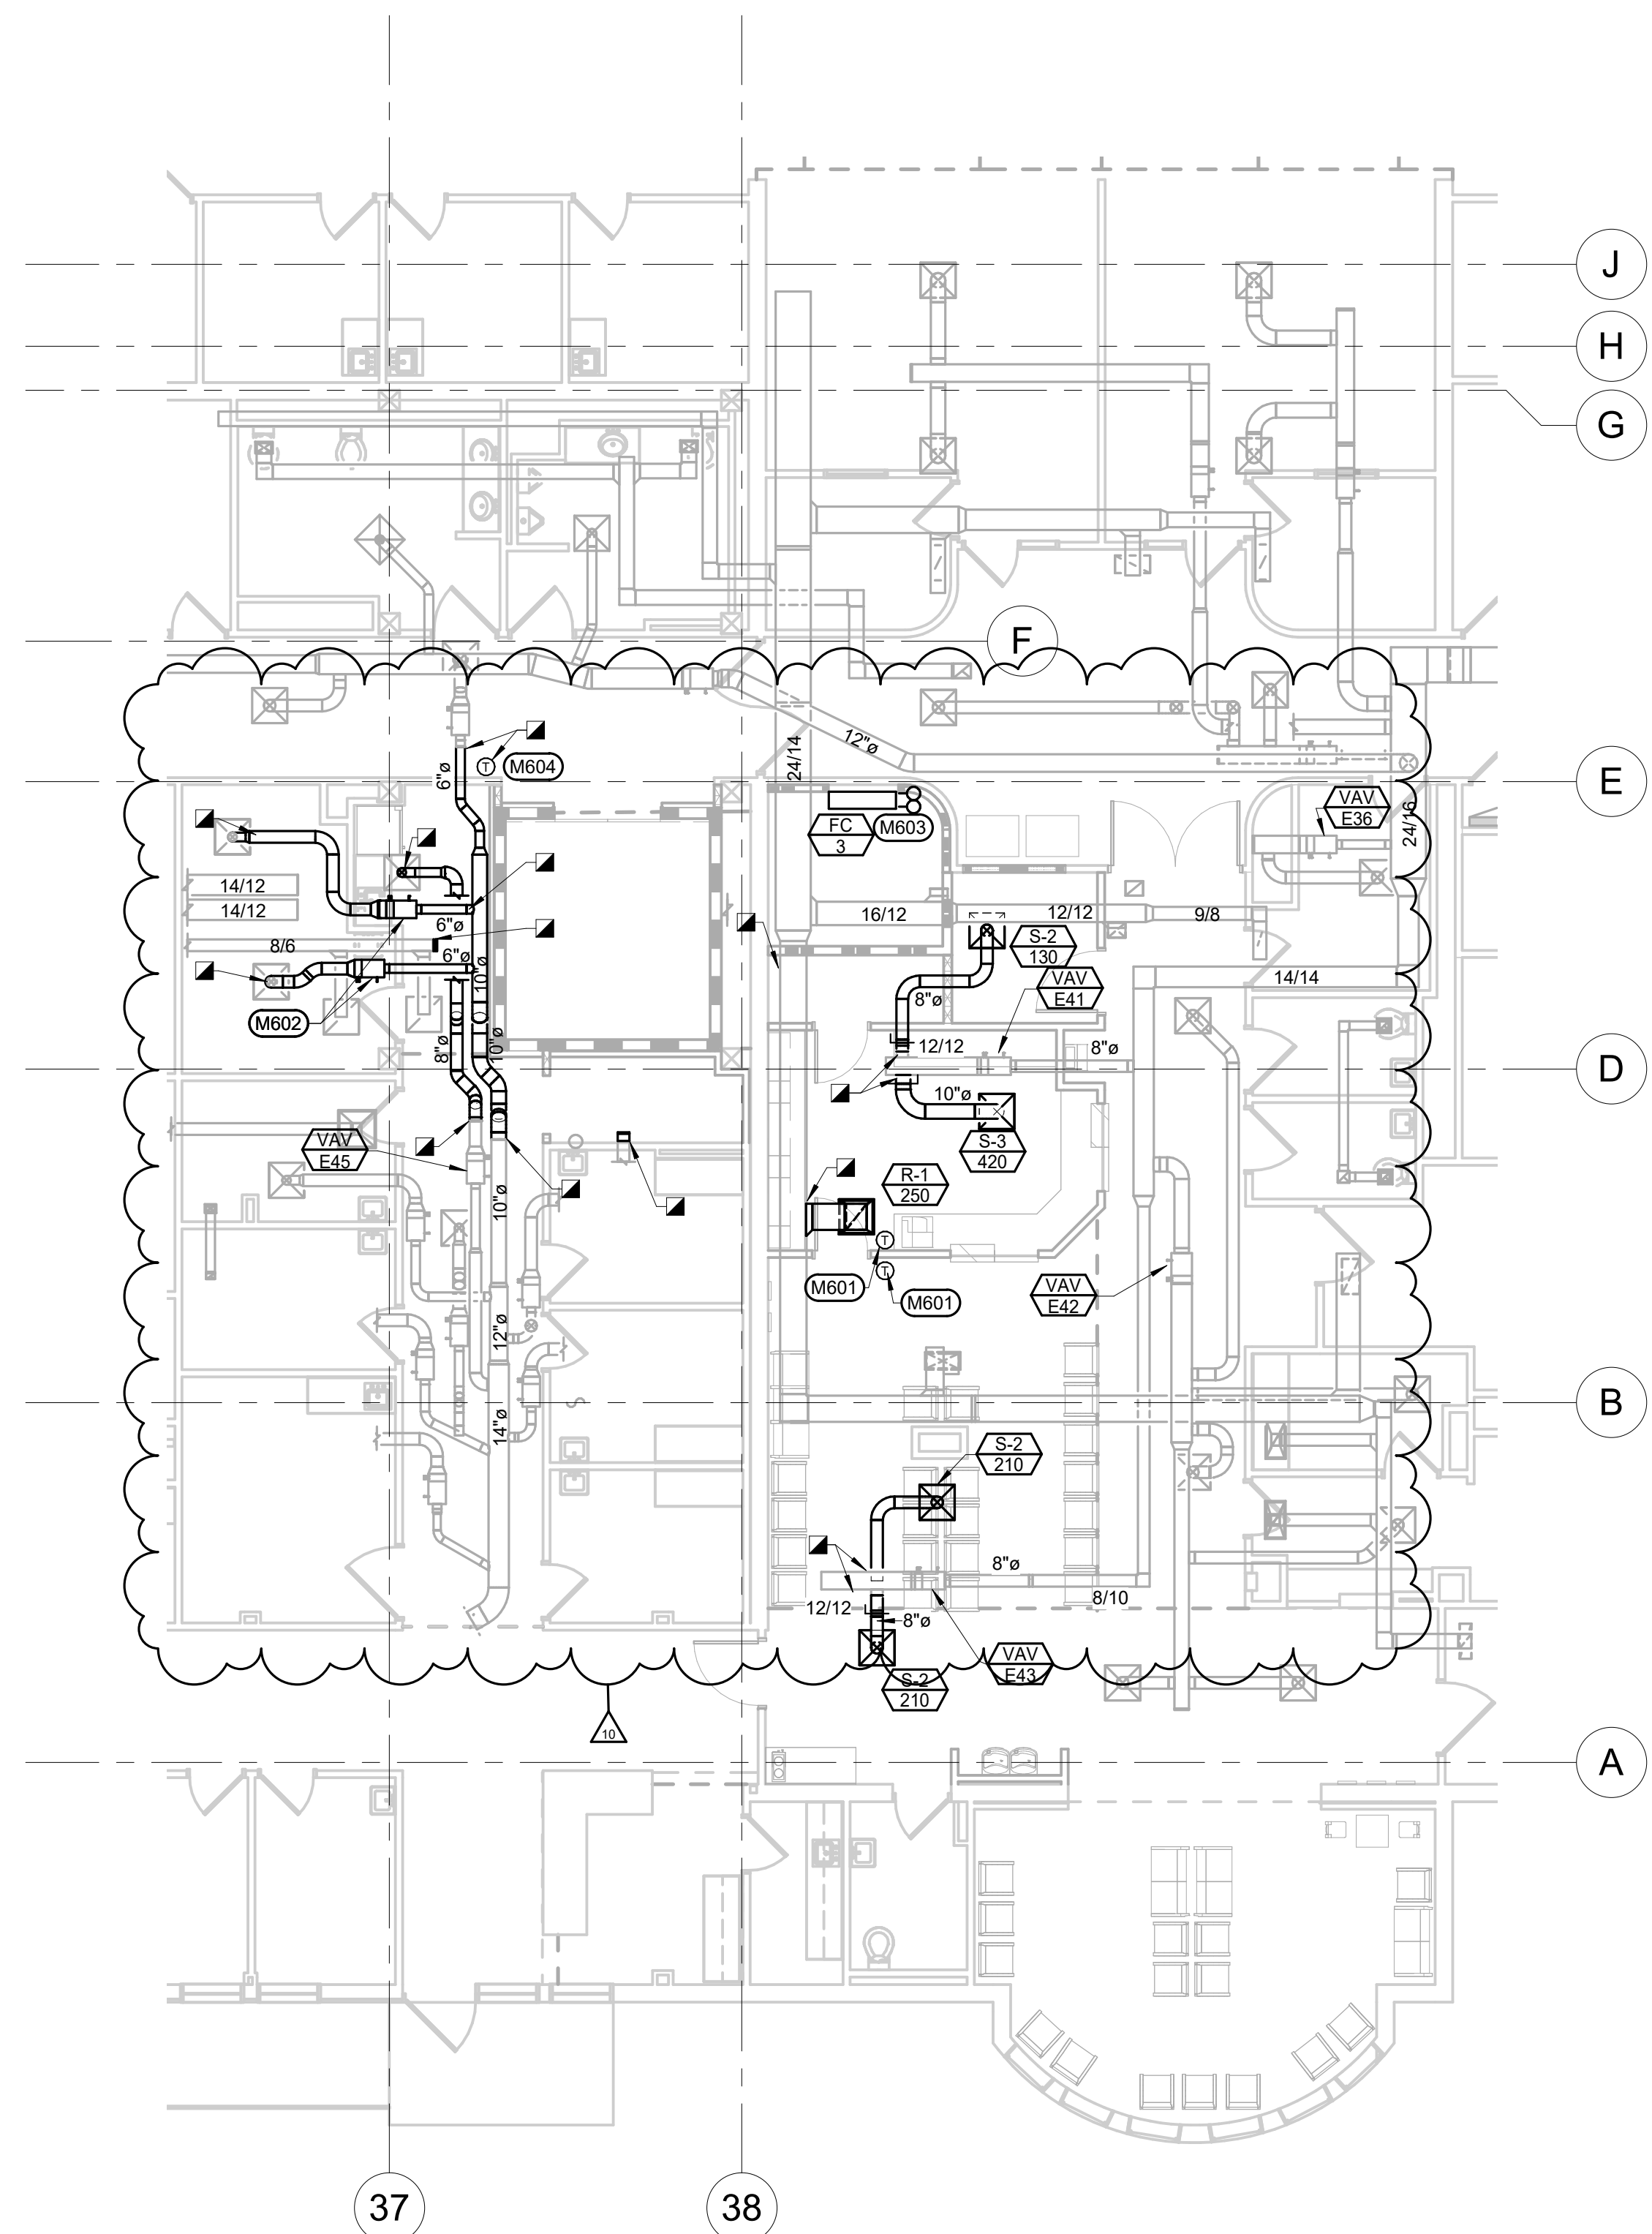 J
H
G
F
12"ø
24/14
6"ø
M604
E
VAV
E36
24/16
FC
3
M603
14/12
14/12
16/12
12/12
9/8
6"ø
8/6
6"ø
10"ø
S-2
130
14/14
VAV
E41
8"ø
M602
8"ø
10"ø
12/12
8"ø
D
10"ø
VAV
E45
S-3
420
R-1
250
10"ø
T
T
M601
M601
VAV
E42
12"ø
B
14"ø
S-2
210
8"ø
8/10
12/12
8"ø
VAV
E43
S-2
210
10
A
37
38